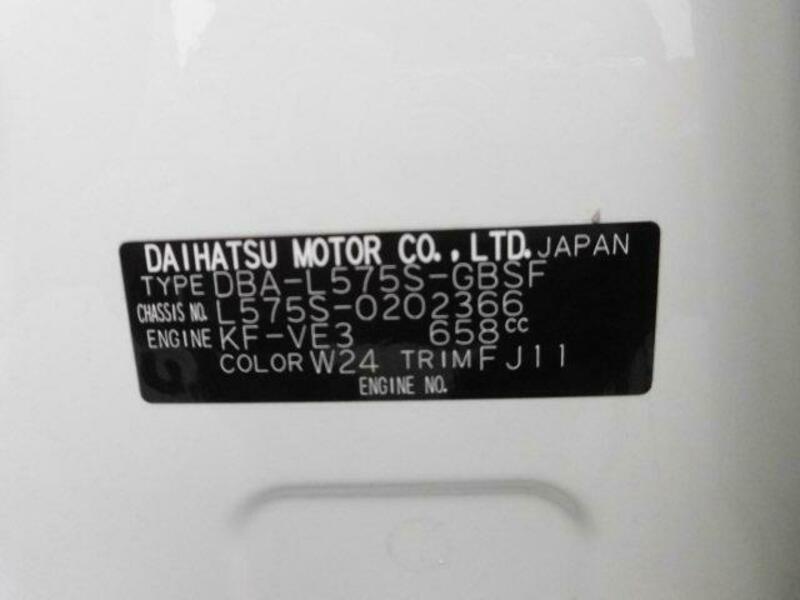 DAIHATSU MOTOR CO.,LTD. JAPAN
TYPE DBA-L575S-GBSF
CHASSIS NO. L575S-0202366
ENGINE KF-VE3 658cc
COLOR W24 TRIM FJ11
ENGINE NO.